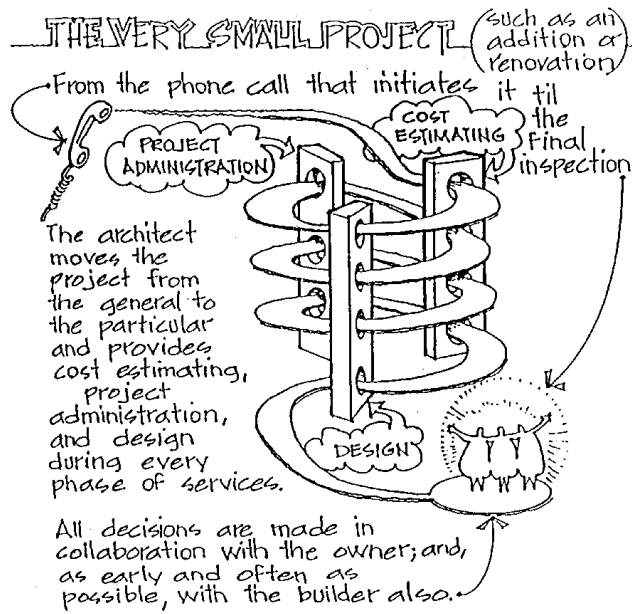 THE VERY SMALL PROJECT
(such as an
addition or
renovation)
From the phone call that initiates
it til
the
final
inspection
PROJECT
ADMINISTRATION
COST
ESTIMATING
The architect
moves the
project from
the general to
the particular
and provides
cost estimating,
project
administration,
and design
during every
phase of services.
DESIGN
All decisions are made in
collaboration with the owner; and,
as early and often as
possible, with the builder also.